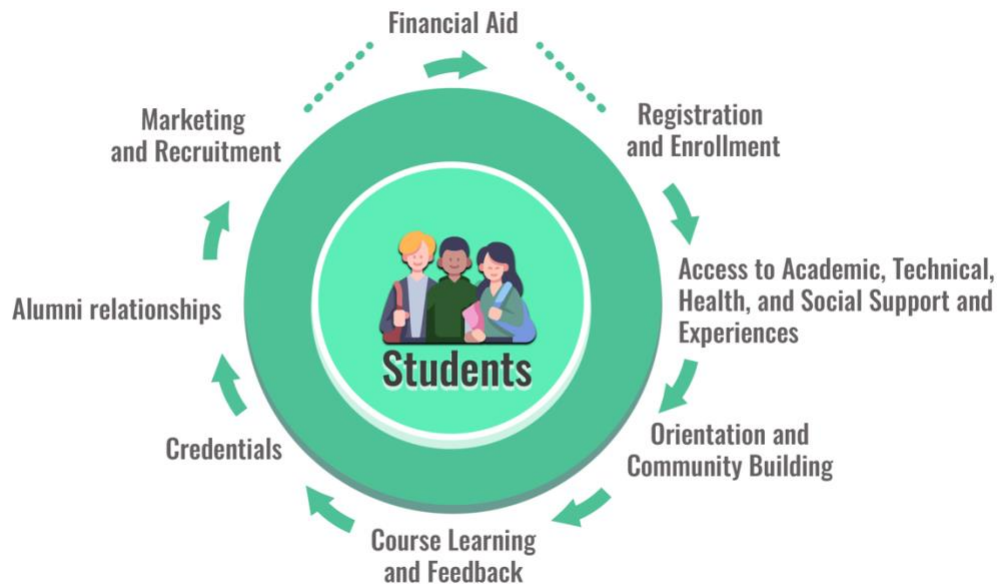 Financial Aid
Registration
and Enrollment
Access to Academic, Technical,
Health, and Social Support and
Experiences
Orientation and
Community Building
Course Learning
and Feedback
Credentials
Alumni relationships
Marketing
and Recruitment
Students